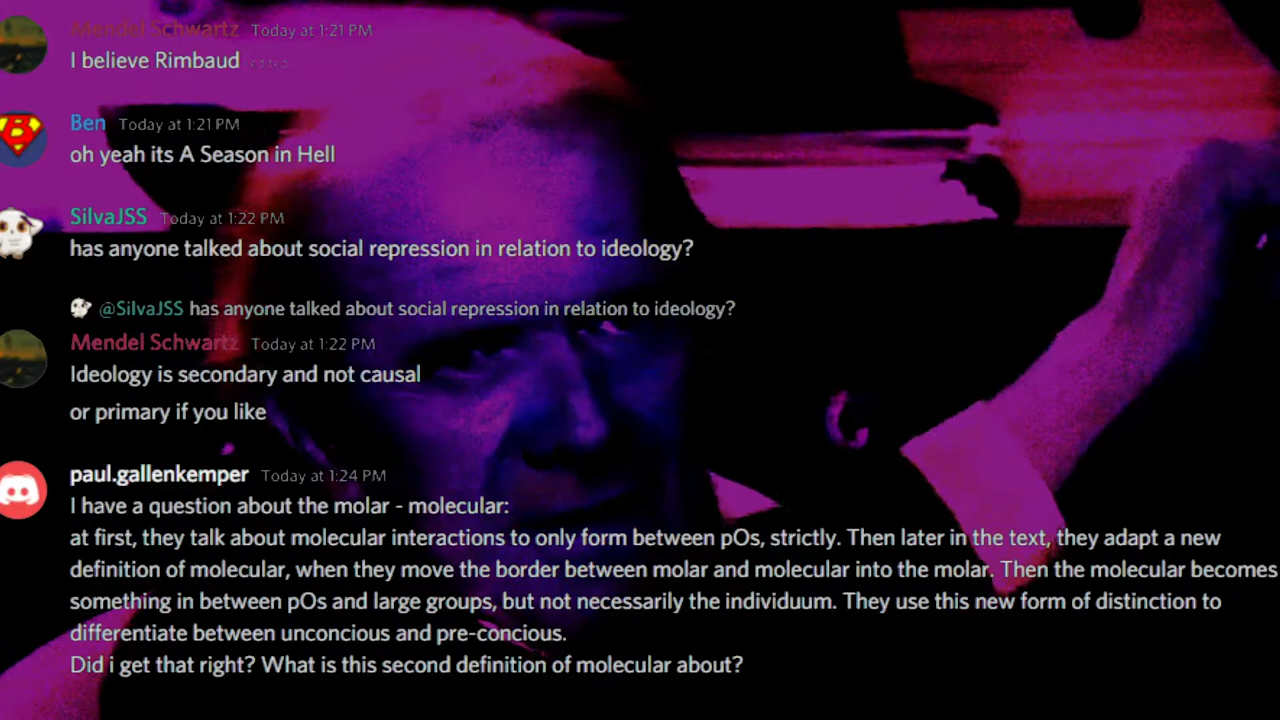 Mendel Schwartz Today at 1:21 PM
I believe Rimbaud (edited)
Ben Today at 1:21 PM
oh yeah its A Season in Hell
SilvaJSS Today at 1:22 PM
has anyone talked about social repression in relation to ideology?
@SilvaJSS has anyone talked about social repression in relation to ideology?
Mendel Schwartz Today at 1:22 PM
Ideology is secondary and not causal
or primary if you like
paul.gallenkemper Today at 1:24 PM
I have a question about the molar - molecular:
at first, they talk about molecular interactions to only form between pOs, strictly. Then later in the text, they adapt a new
definition of molecular, when they move the border between molar and molecular into the molar. Then the molecular becomes
something in between pOs and large groups, but not necessarily the individuum. They use this new form of distinction to
differentiate between unconcious and pre-concious.
Did i get that right? What is this second definition of molecular about?